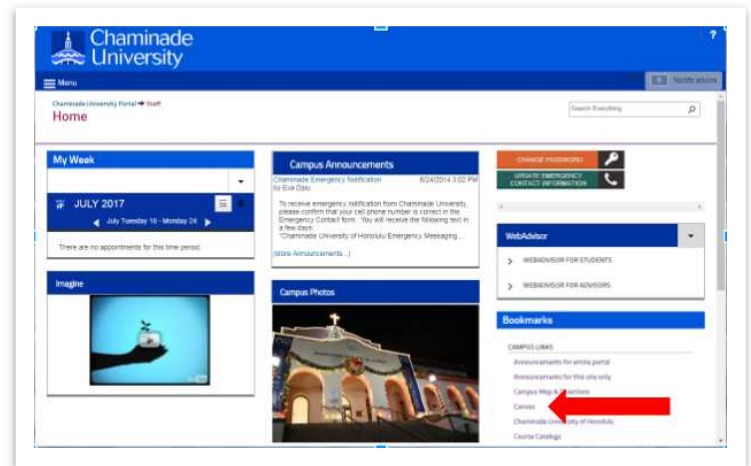 Chaminade
University
?
Menu
Notifications
Chaminade University Portal → Staff
Home
Search Everything
My Week
JULY 2017
July Tuesday 18 - Monday 24
There are no appointments for this time period.
Imagine
Campus Announcements
Chaminade Emergency Notification 6/24/2014 3:02 PM
by Eva
To receive emergency notification from Chaminade University,
please confirm that your cell phone number is correct in the
Emergency Contact form. You will receive the following text in
a few days:
"Chaminade University of Honolulu Emergency Messaging...
(More Announcements...)
Campus Photos
CHANGE PASSWORD
UPDATE EMERGENCY
CONTACT INFORMATION
WebAdvisor
WEBADVISOR FOR STUDENTS
WEBADVISOR FOR ADVISORS
Bookmarks
CAMPUS LINKS
Announcements for entire portal
Announcements for this site only
Campus Map &
Canvas
Chaminade University of Honolulu
Course Catalogs